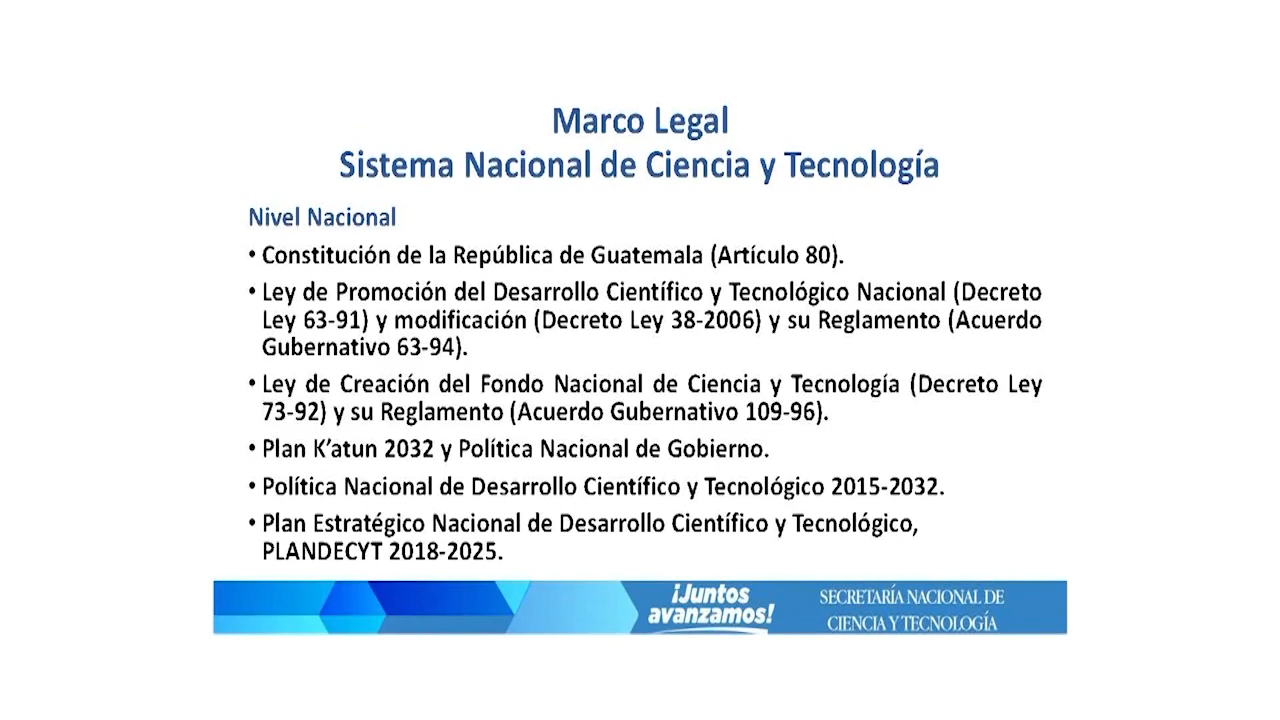 Marco Legal
Sistema Nacional de Ciencia y Tecnología
Nivel Nacional
• Constitución de la República de Guatemala (Artículo 80).
• Ley de Promoción del Desarrollo Científico y Tecnológico Nacional (Decreto
Ley 63-91) y modificación (Decreto Ley 38-2006) y su Reglamento (Acuerdo
Gubernativo 63-94).
• Ley de Creación del Fondo Nacional de Ciencia y Tecnología (Decreto Ley
73-92) y su Reglamento (Acuerdo Gubernativo 109-96).
• Plan K’atun 2032 y Política Nacional de Gobierno.
• Política Nacional de Desarrollo Científico y Tecnológico 2015-2032.
• Plan Estratégico Nacional de Desarrollo Científico y Tecnológico,
PLANDECYT 2018-2025.
¡Juntos
avanzamos!
SECRETARÍA NACIONAL DE
CIENCIA Y TECNOLOGÍA